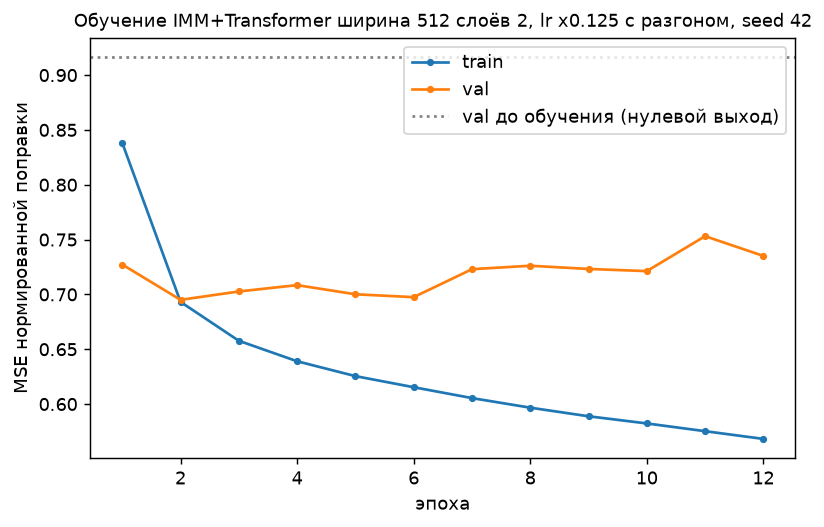 Обучение IMM+Transformer ширина 512 слоёв 2, lr x0.125 с разгоном, seed 42
train
val
val до обучения (нулевой выход)
MSE нормированной поправки
0.90
0.85
0.80
0.75
0.70
0.65
0.60
2
4
6
8
10
12
эпоха